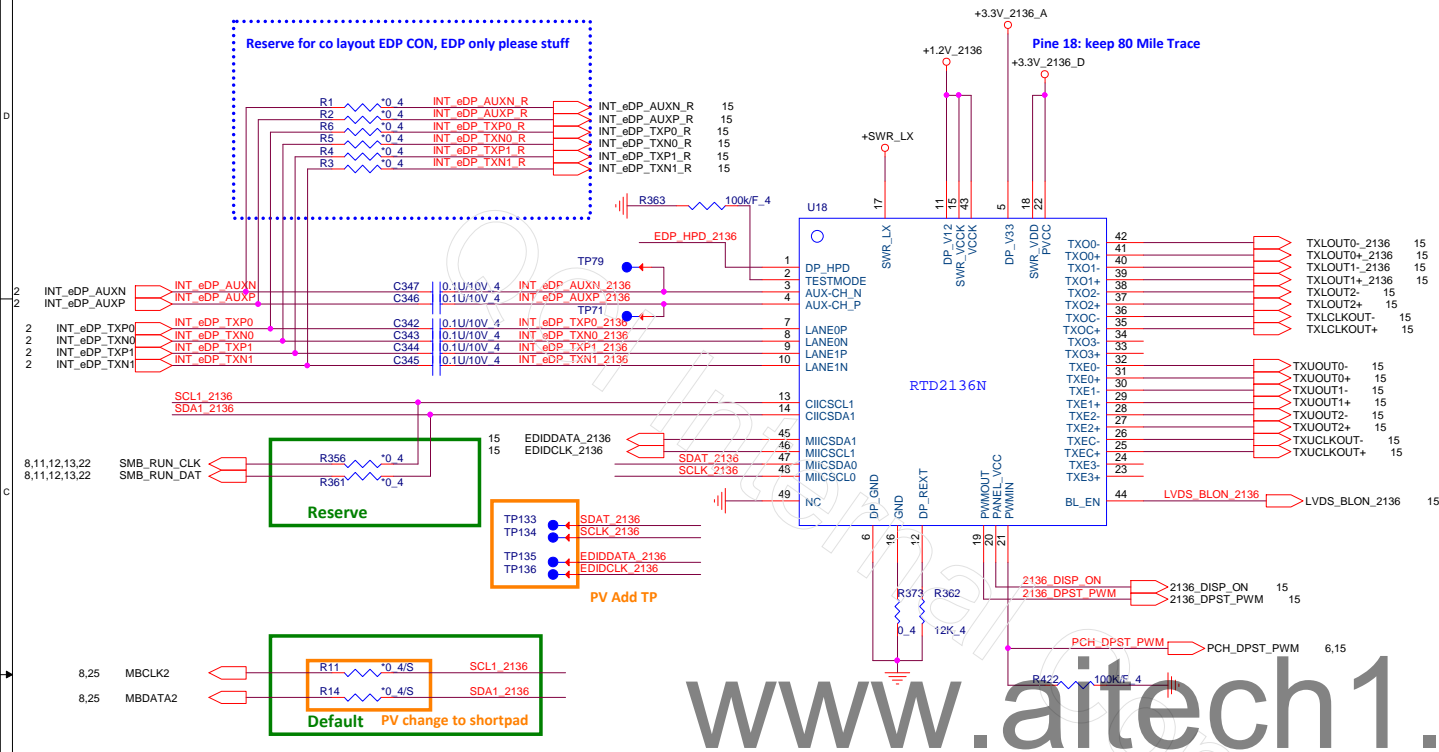 +3.3V_2136_A
Reserve for co layout EDP CON, EDP only please stuff
+1.2V_2136
Pine 18: keep 80 Mile Trace
+3.3V_2136_D
D
R1 *0_4 INT_eDP_AUXN_R INT_eDP_AUXN_R 15
R2 *0_4 INT_eDP_AUXP_R INT_eDP_AUXP_R 15
R6 *0_4 INT_eDP_TXP0_R INT_eDP_TXP0_R 15
R5 *0_4 INT_eDP_TXN0_R INT_eDP_TXN0_R 15
R4 *0_4 INT_eDP_TXP1_R INT_eDP_TXP1_R 15
R3 *0_4 INT_eDP_TXN1_R INT_eDP_TXN1_R 15
+SWR_LX
R363 100k/F_4
U18
17 11 15 43 5 18 22
SWR_LX DP_V12 SWR_VCCK VCCK DP_V33 SWR_VDD PVCC
EDP_HPD_2136 1 DP_HPD
2 TESTMODE
TP79
2 INT_eDP_AUXN INT_eDP_AUXN C347 0.1U/10V_4 INT_eDP_AUXN_2136 3 AUX-CH_N
2 INT_eDP_AUXP INT_eDP_AUXP C346 0.1U/10V_4 INT_eDP_AUXP_2136 4 AUX-CH_P
TP71
2 INT_eDP_TXP0 INT_eDP_TXP0 C342 0.1U/10V_4 INT_eDP_TXP0_2136 7 LANE0P
2 INT_eDP_TXN0 INT_eDP_TXN0 C343 0.1U/10V_4 INT_eDP_TXN0_2136 8 LANE0N
2 INT_eDP_TXP1 INT_eDP_TXP1 C344 0.1U/10V_4 INT_eDP_TXP1_2136 9 LANE1P
2 INT_eDP_TXN1 INT_eDP_TXN1 C345 0.1U/10V_4 INT_eDP_TXN1_2136 10 LANE1N
RTD2136N
TXO0- 42 TXLOUT0-_2136 15
TXO0+ 41 TXLOUT0+_2136 15
TXO1- 40 TXLOUT1-_2136 15
TXO1+ 39 TXLOUT1+_2136 15
TXO2- 38 TXLOUT2- 15
TXO2+ 37 TXLOUT2+ 15
TXOC- 36 TXLCLKOUT- 15
TXOC+ 35 TXLCLKOUT+ 15
TXO3- 34
TXO3+ 33
TXE0- 32 TXUOUT0- 15
TXE0+ 31 TXUOUT0+ 15
TXE1- 30 TXUOUT1- 15
TXE1+ 29 TXUOUT1+ 15
TXE2- 28 TXUOUT2- 15
TXE2+ 27 TXUOUT2+ 15
TXEC- 26 TXUCLKOUT- 15
TXEC+ 25 TXUCLKOUT+ 15
TXE3- 24
TXE3+ 23
BL_EN 44 LVDS_BLON_2136 LVDS_BLON_2136 15
SCL1_2136 13 CIICSCL1
SDA1_2136 14 CIICSDA1
15 EDIDDATA_2136 45 MIICSDA1
15 EDIDCLK_2136 46 MIICSCL1
SDAT_2136 47 MIICSDA0
SCLK_2136 48 MIICSCL0
49 NC
8,11,12,13,22 SMB_RUN_CLK R356 *0_4
8,11,12,13,22 SMB_RUN_DAT R361 *0_4
Reserve
C
DP_GND GND DP_REXT PWMOUT PANEL_VCC PWMIN
6 16 12 19 20 21
TP133 SDAT_2136
TP134 SCLK_2136
TP135 EDIDDATA_2136
TP136 EDIDCLK_2136
PV Add TP
2136_DISP_ON 2136_DISP_ON 15
2136_DPST_PWM 2136_DPST_PWM 15
R373 R362
0_4 12K_4
PCH_DPST_PWM PCH_DPST_PWM 6,15
R422 100K/F_4
8,25 MBCLK2 R11 *0_4/S SCL1_2136
8,25 MBDATA2 R14 *0_4/S SDA1_2136
Default PV change to shortpad
Internal
www.aitech1.